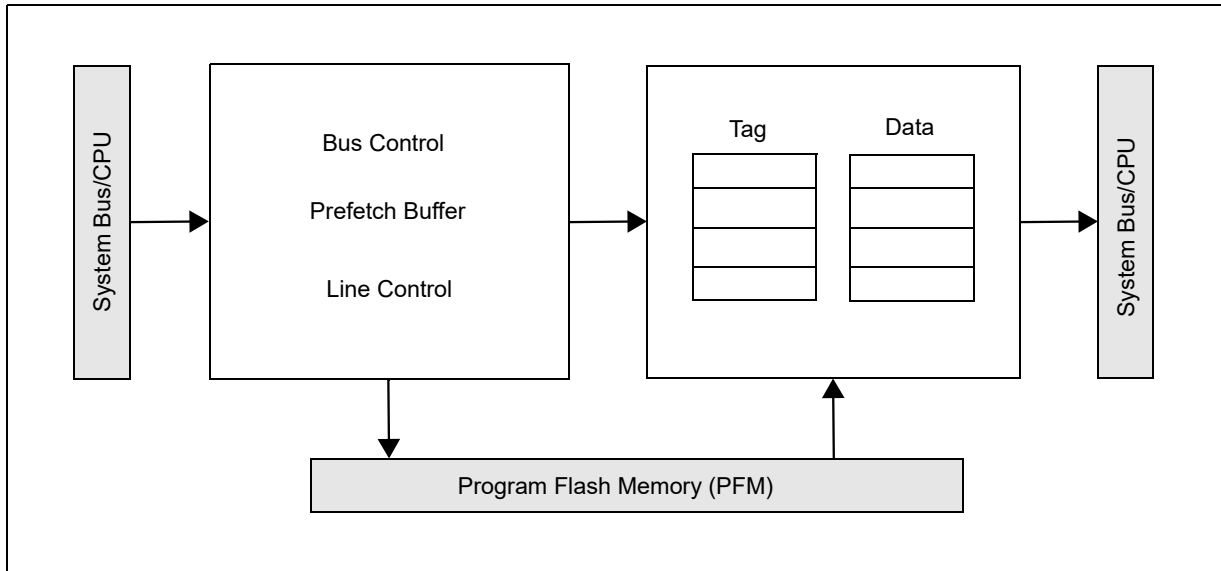 System Bus/CPU
Bus Control
Prefetch Buffer
Line Control
Tag
Data
System Bus/CPU
Program Flash Memory (PFM)